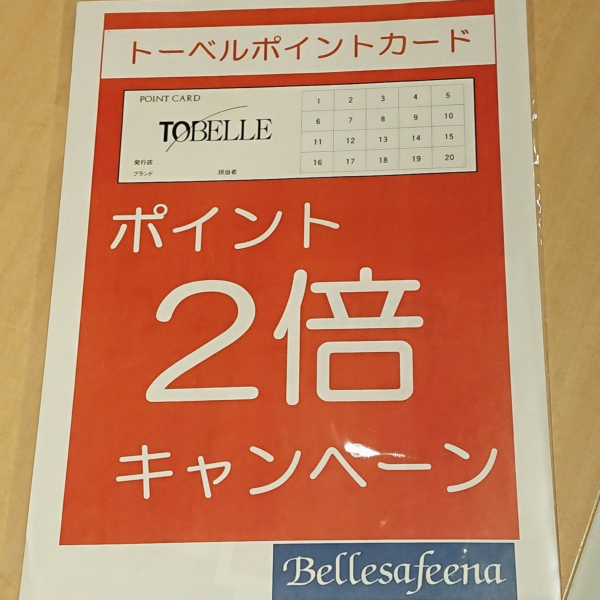 トーベルポイントカード
POINT CARD
TOBELLE
発行店
ブランド 担当者
1 2 3 4 5
6 7 8 9 10
11 12 13 14 15
16 17 18 19 20
ポイント
2倍
キャンペーン
Bellesafeena